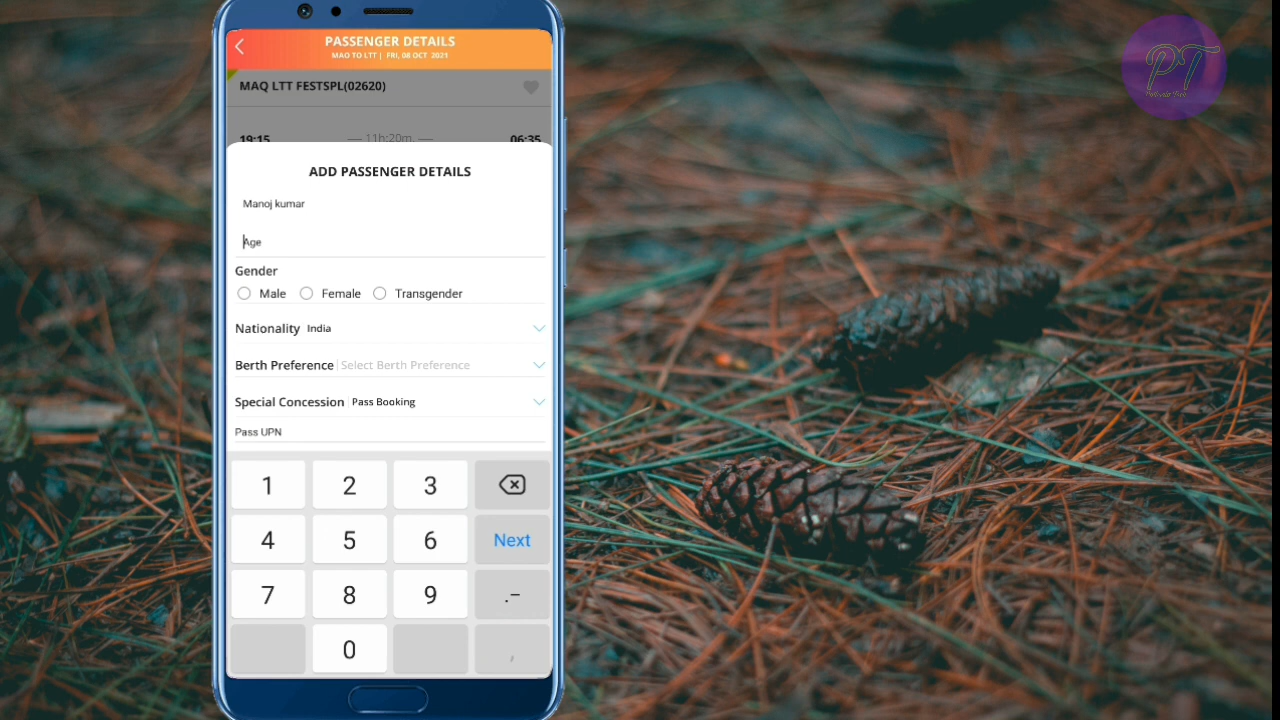 PASSENGER DETAILS
MAQ TO LTT | FRI, 08 OCT 2021
MAQ LTT FESTSPL(02620)
19:15 — 11h:20m. — 06:35
ADD PASSENGER DETAILS
Manoj kumar
Age
Gender
Male Female Transgender
Nationality India
Berth Preference Select Berth Preference
Special Concession Pass Booking
Pass UPN
1 2 3
4 5 6 Next
7 8 9 .–
0 ,
PT